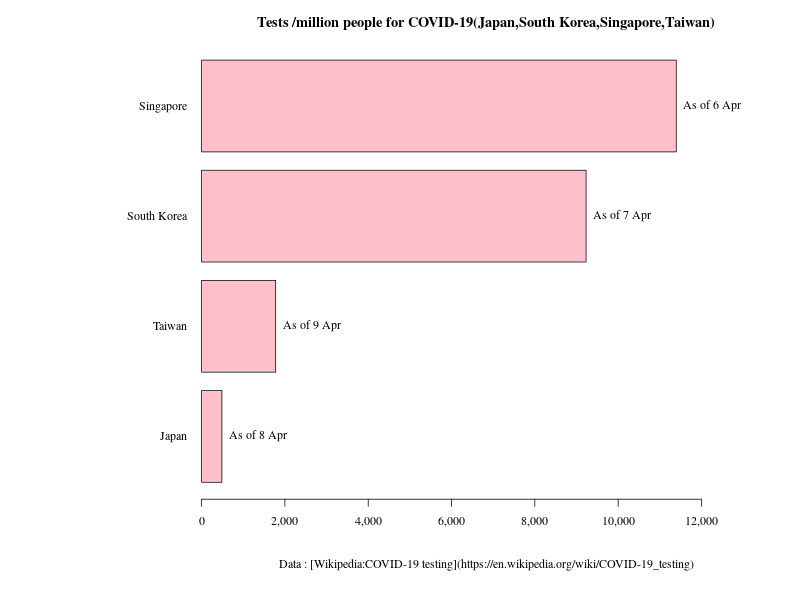 Tests /million people for COVID-19(Japan,South Korea,Singapore,Taiwan)
Singapore
As of 6 Apr
South Korea
As of 7 Apr
Taiwan
As of 9 Apr
Japan
As of 8 Apr
0 2,000 4,000 6,000 8,000 10,000 12,000
Data : [Wikipedia:COVID-19 testing](https://en.wikipedia.org/wiki/COVID-19_testing)